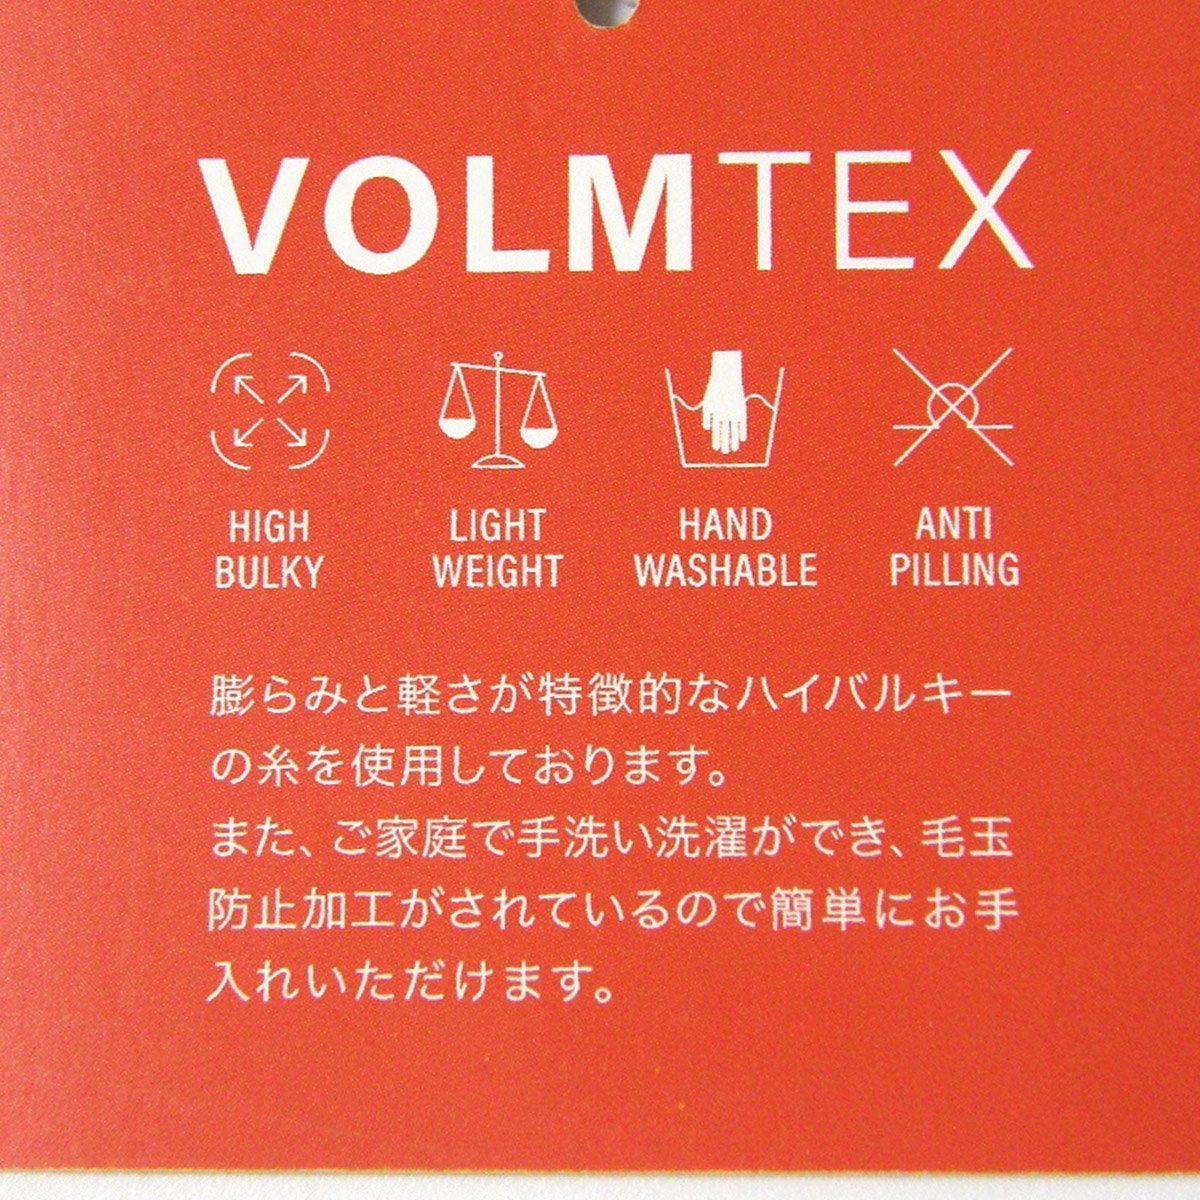 VOLMTEX
HIGH BULKY
LIGHT WEIGHT
HAND WASHABLE
ANTI PILLING
膨らみと軽さが特徴的なハイバルキー
の糸を使用しております。
また、ご家庭で手洗い洗濯ができ、毛玉
防止加工がされているので簡単にお手
入れいただけます。